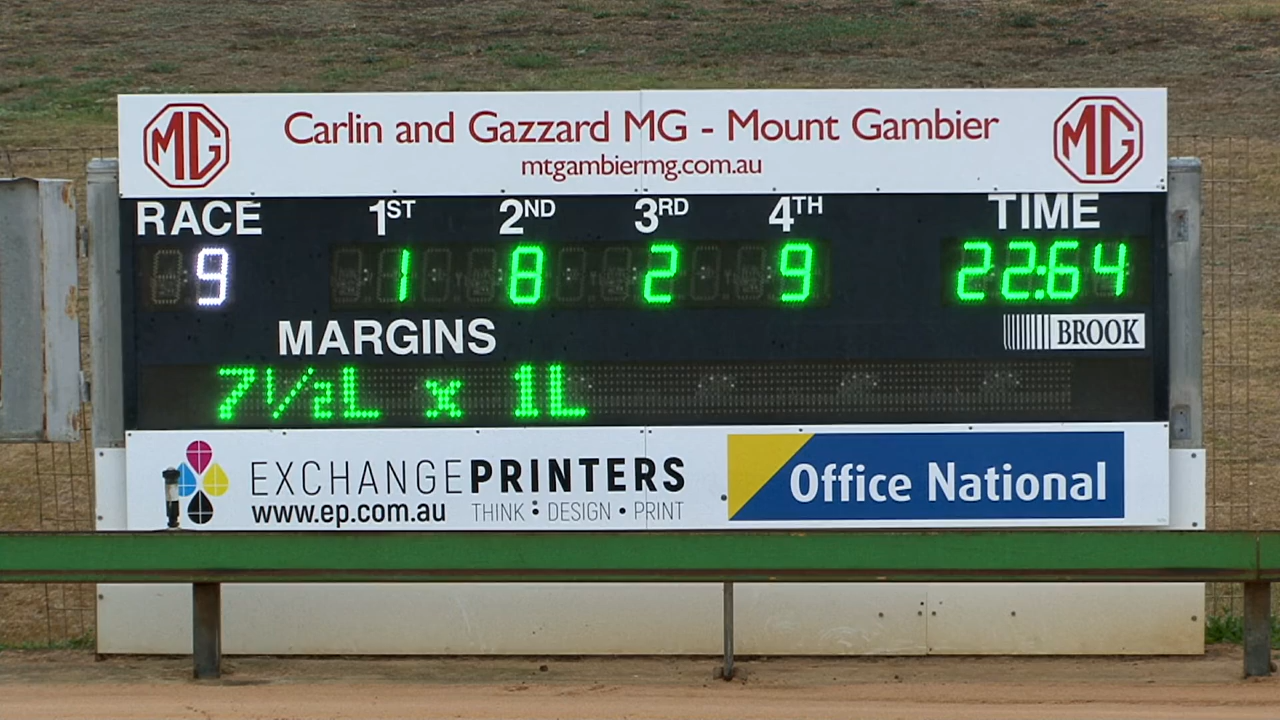 MG Carlin and Gazzard MG - Mount Gambier MG
mtgambiermg.com.au
RACE 1ST 2ND 3RD 4TH TIME
9 1 8 2 9 22:64
MARGINS BROOK
7½L x 1L
EXCHANGEPRINTERS Office National
www.ep.com.au THINK • DESIGN • PRINT